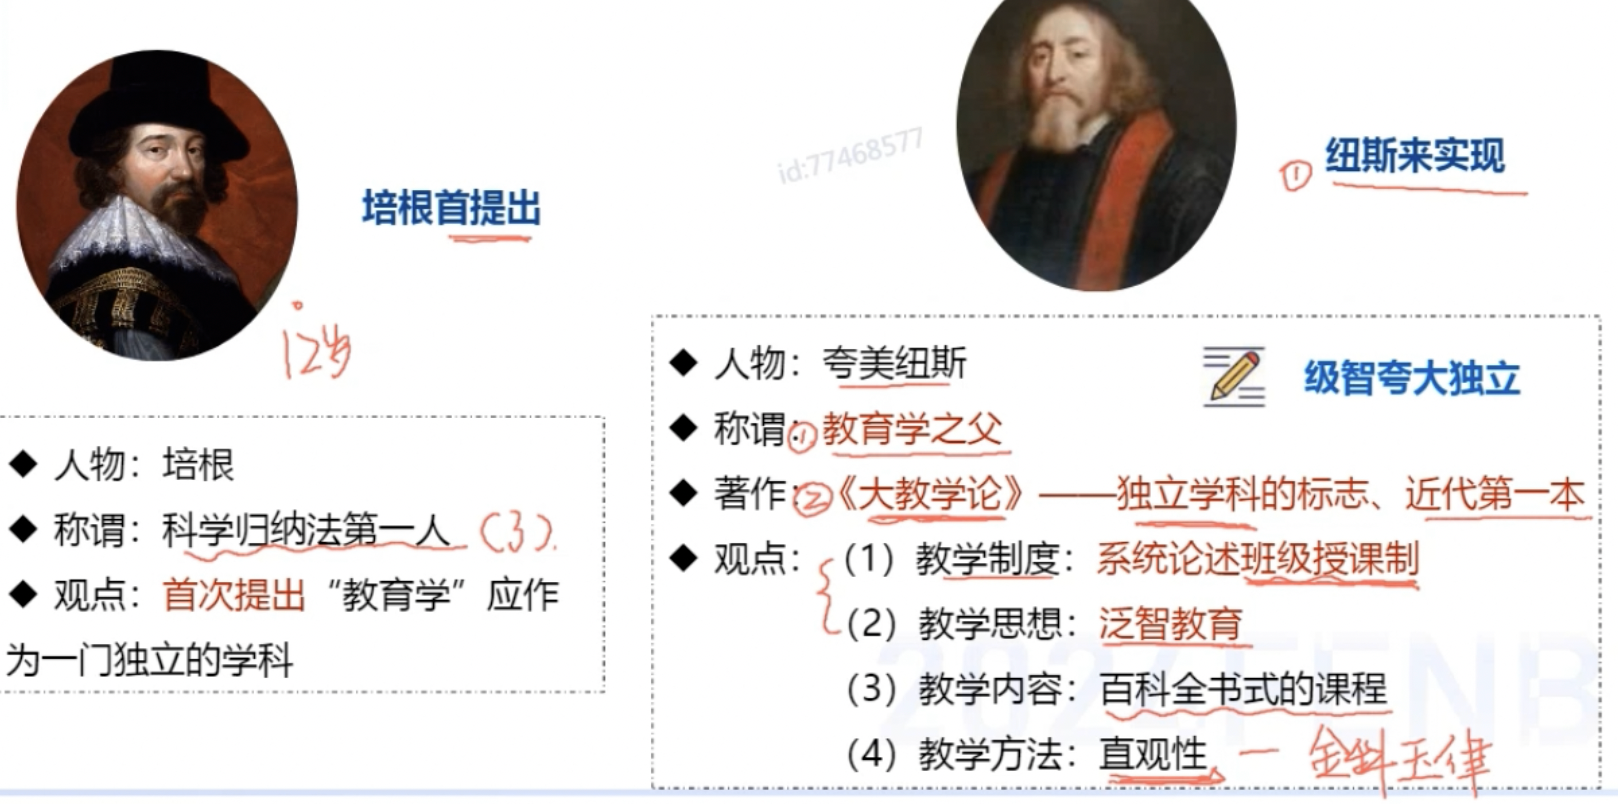 培根首提出
12岁
人物：培根
称谓：科学归纳法第一人 (3).
观点：首次提出“教育学”应作
为一门独立的学科
id:77468577
① 纽斯来实现
人物：夸美纽斯
级智夸大独立
称谓：①教育学之父
著作：②《大教学论》——独立学科的标志、近代第一本
观点：（1）教学制度：系统论述班级授课制
（2）教学思想：泛智教育
（3）教学内容：百科全书式的课程
（4）教学方法：直观性 — 金科玉律
2024FENB